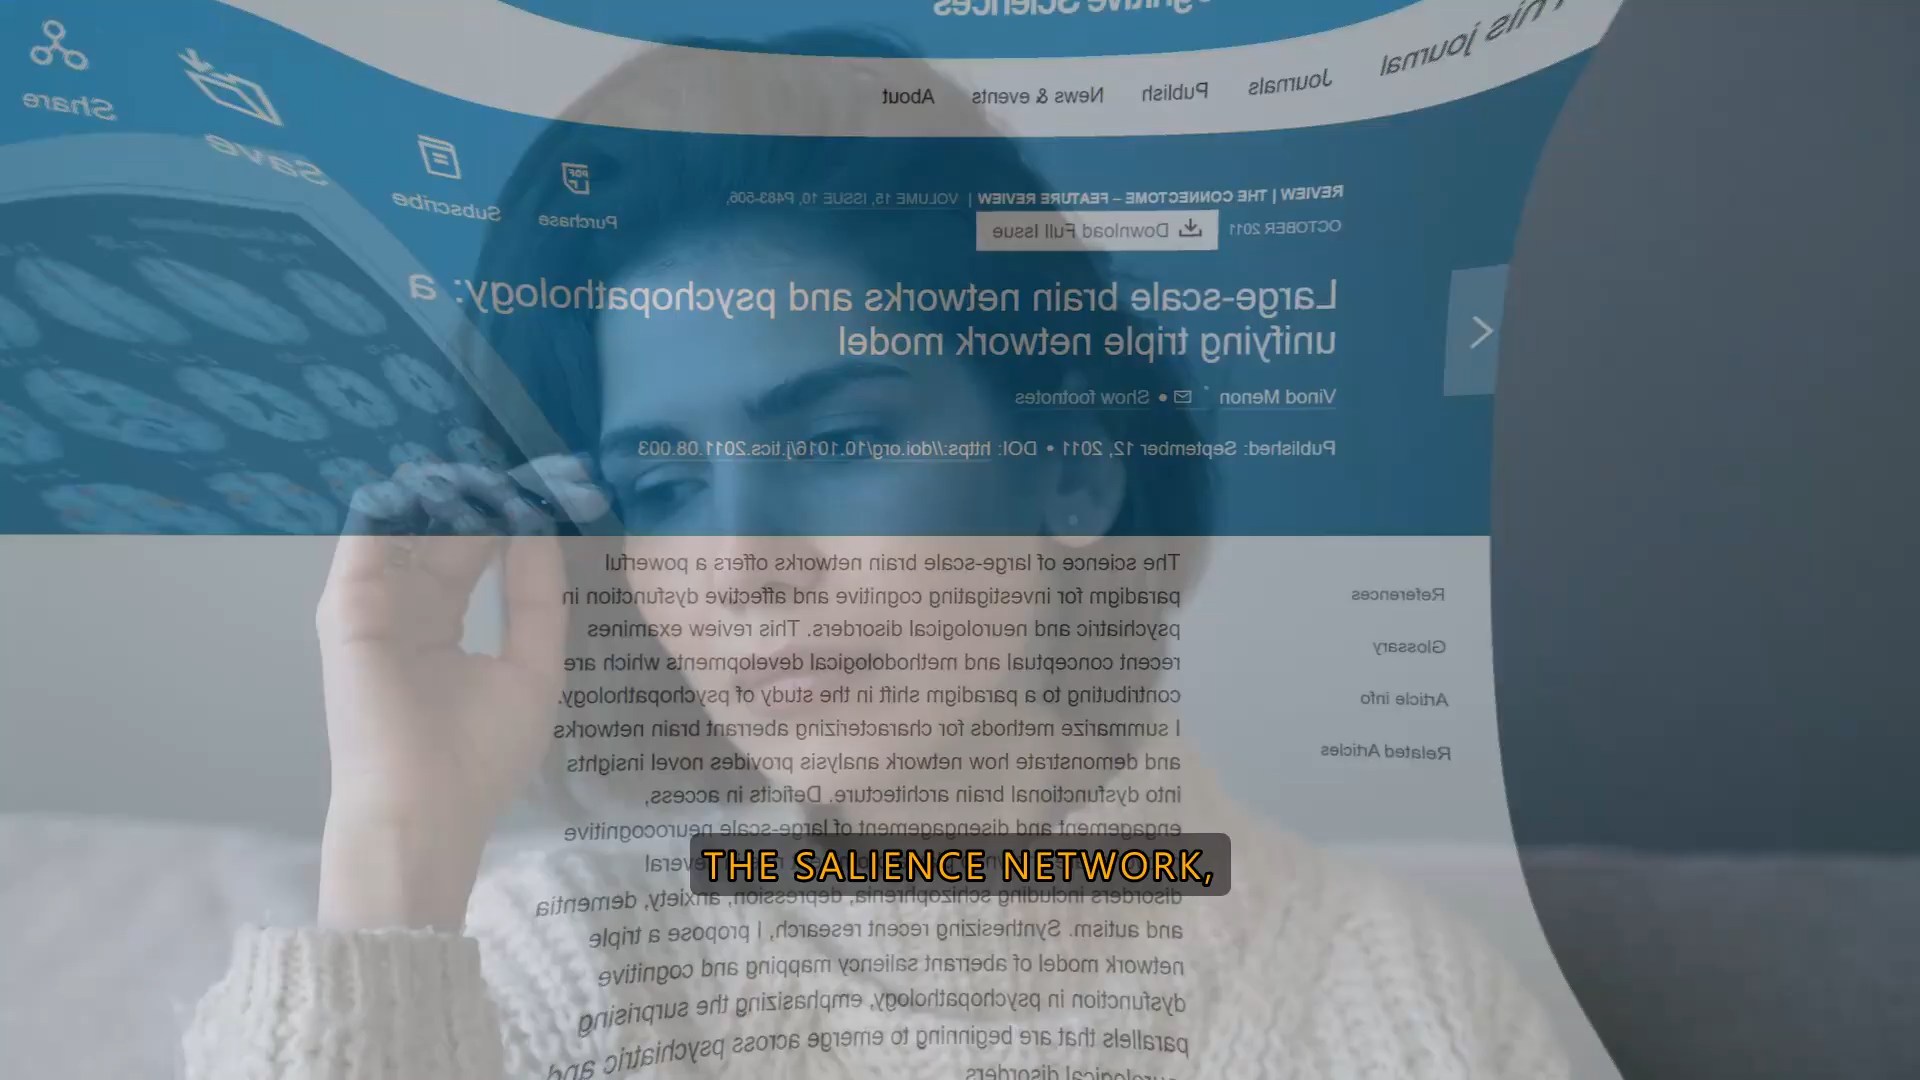 Cognitive Sciences
This journal
Journals
Publish
News & events
About
Share
Save
Subscribe
Purchase
PDF
REVIEW | THE CONNECTOME – FEATURE REVIEW | VOLUME 15, ISSUE 10, P483-506,
OCTOBER 2011
Download Full Issue
Large-scale brain networks and psychopathology: a
unifying triple network model
Vinod Menon • Show footnotes
Published: September 12, 2011 • DOI: https://doi.org/10.1016/j.tics.2011.08.003
The science of large-scale brain networks offers a powerful
paradigm for investigating cognitive and affective dysfunction in
psychiatric and neurological disorders. This review examines
recent conceptual and methodological developments which are
contributing to a paradigm shift in the study of psychopathology.
I summarize methods for characterizing aberrant brain networks
and demonstrate how network analysis provides novel insights
into dysfunctional brain architecture. Deficits in access,
engagement and disengagement of large-scale neurocognitive
several
disorders including schizophrenia, depression, anxiety, dementia
and autism. Synthesizing recent research, I propose a triple
network model of aberrant saliency mapping and cognitive
dysfunction in psychopathology, emphasizing the surprising
parallels that are beginning to emerge across psychiatric and
neurological disorders
References
Glossary
Article info
Related Articles
THE SALIENCE NETWORK,